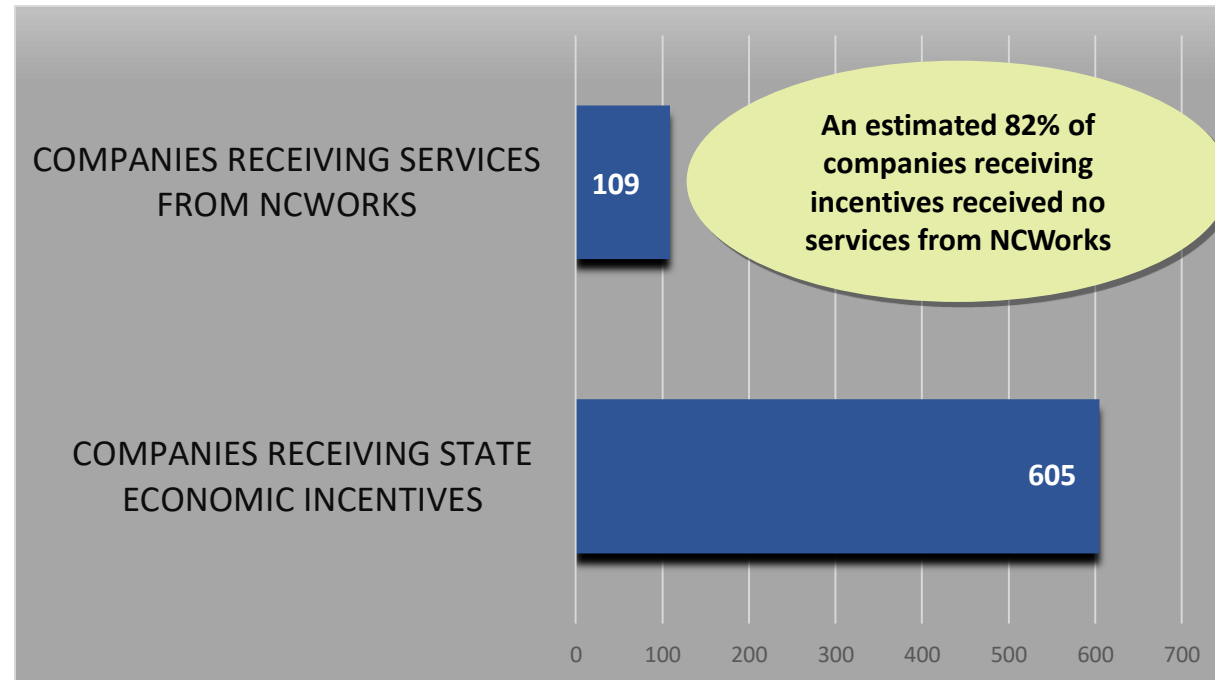 COMPANIES RECEIVING SERVICES
FROM NCWORKS
109
An estimated 82% of
companies receiving
incentives received no
services from NCWorks
COMPANIES RECEIVING STATE
ECONOMIC INCENTIVES
605
0 100 200 300 400 500 600 700